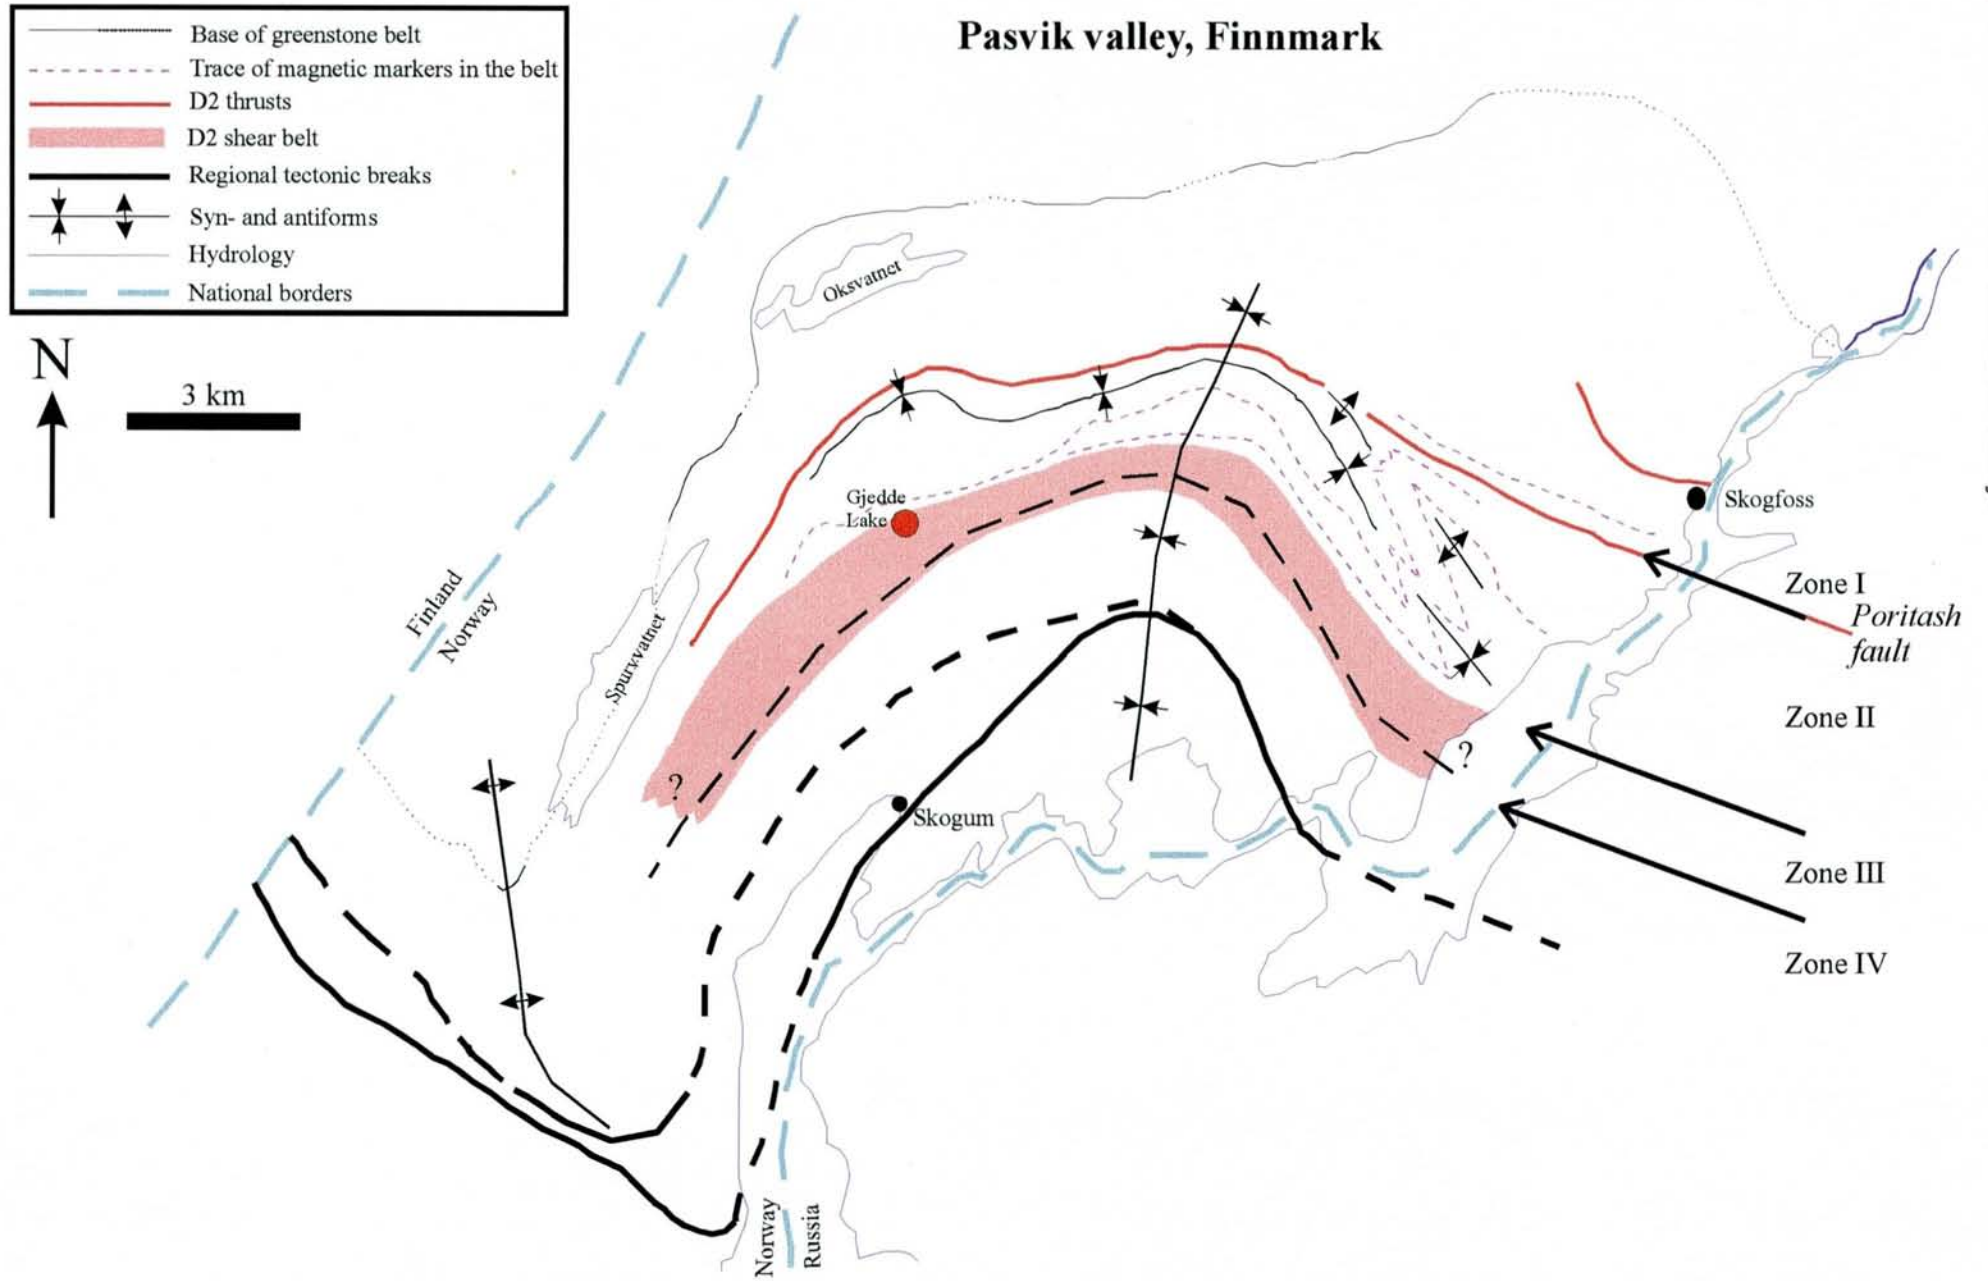 Pasvik valley, Finnmark
Base of greenstone belt
Trace of magnetic markers in the belt
D2 thrusts
D2 shear belt
Regional tectonic breaks
Syn- and antiforms
Hydrology
National borders
N
3 km
Oksvatnet
Gjedde
Lake
Skogfoss
Finland
Norway
Spurvvatnet
Zone I
Poritash
fault
Zone II
?
?
Skogum
Zone III
Zone IV
Norway
Russia